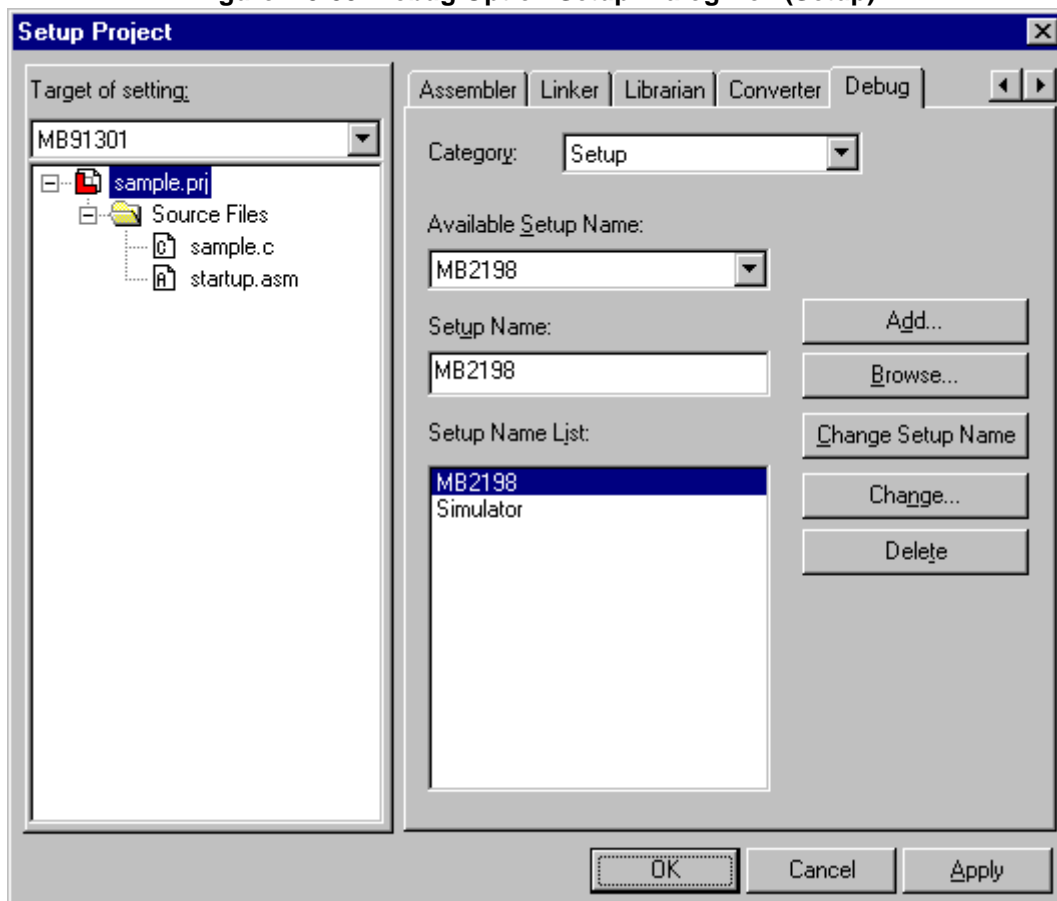 Setup Project
Target of setting:
MB91301
sample.prj
Source Files
sample.c
startup.asm
Assembler Linker Librarian Converter Debug
Category: Setup
Available Setup Name:
MB2198
Setup Name:
MB2198
Setup Name List:
MB2198
Simulator
Add...
Browse...
Change Setup Name
Change...
Delete
OK Cancel Apply